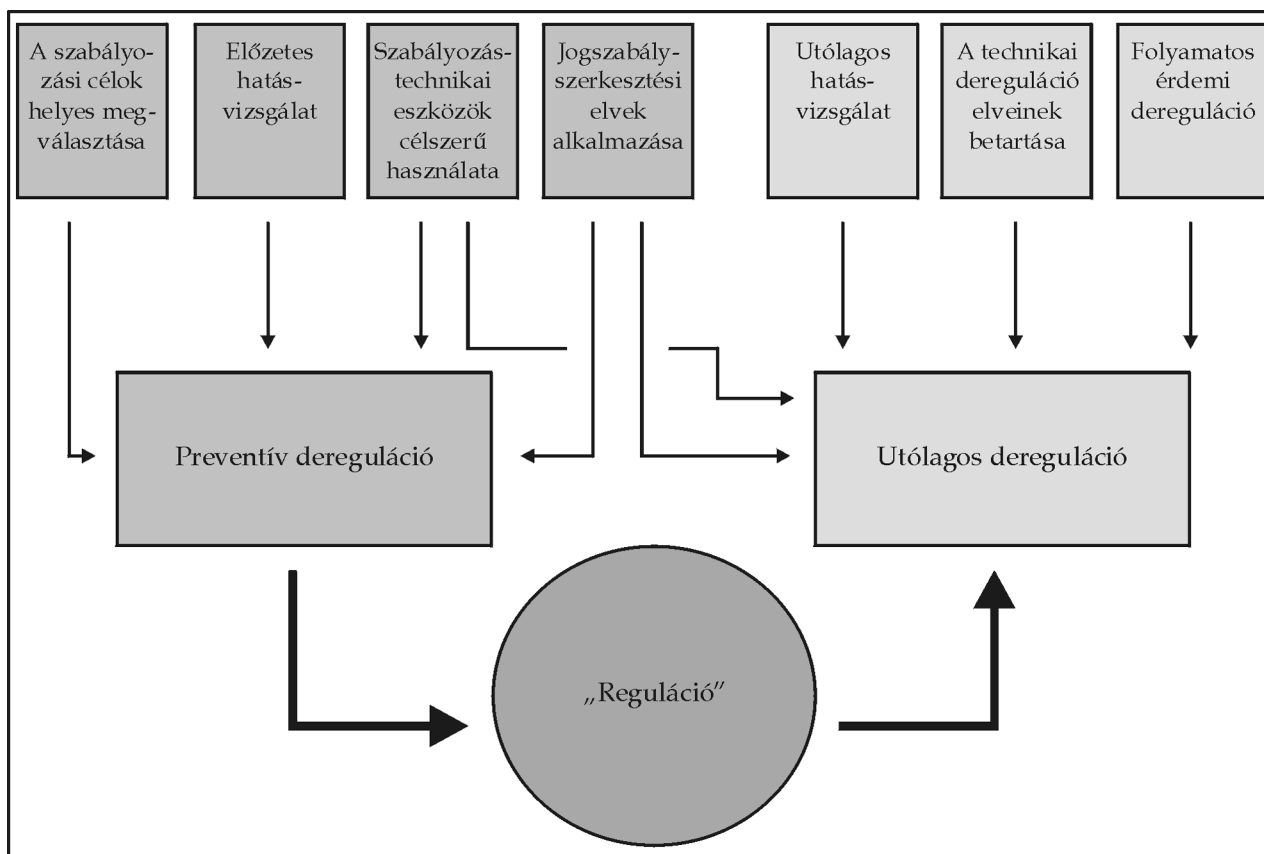 A szabályo-
zási célok
helyes meg-
választása
Előzetes
hatás-
vizsgálat
Szabályozás-
technikai
eszközök
célszerű
használata
Jogszabály-
szerkesztési
elvek
alkalmazása
Utólagos
hatás-
vizsgálat
A technikai
dereguláció
elveinek
betartása
Folyamatos
érdemi
dereguláció
Preventív dereguláció
Utólagos dereguláció
„Reguláció”